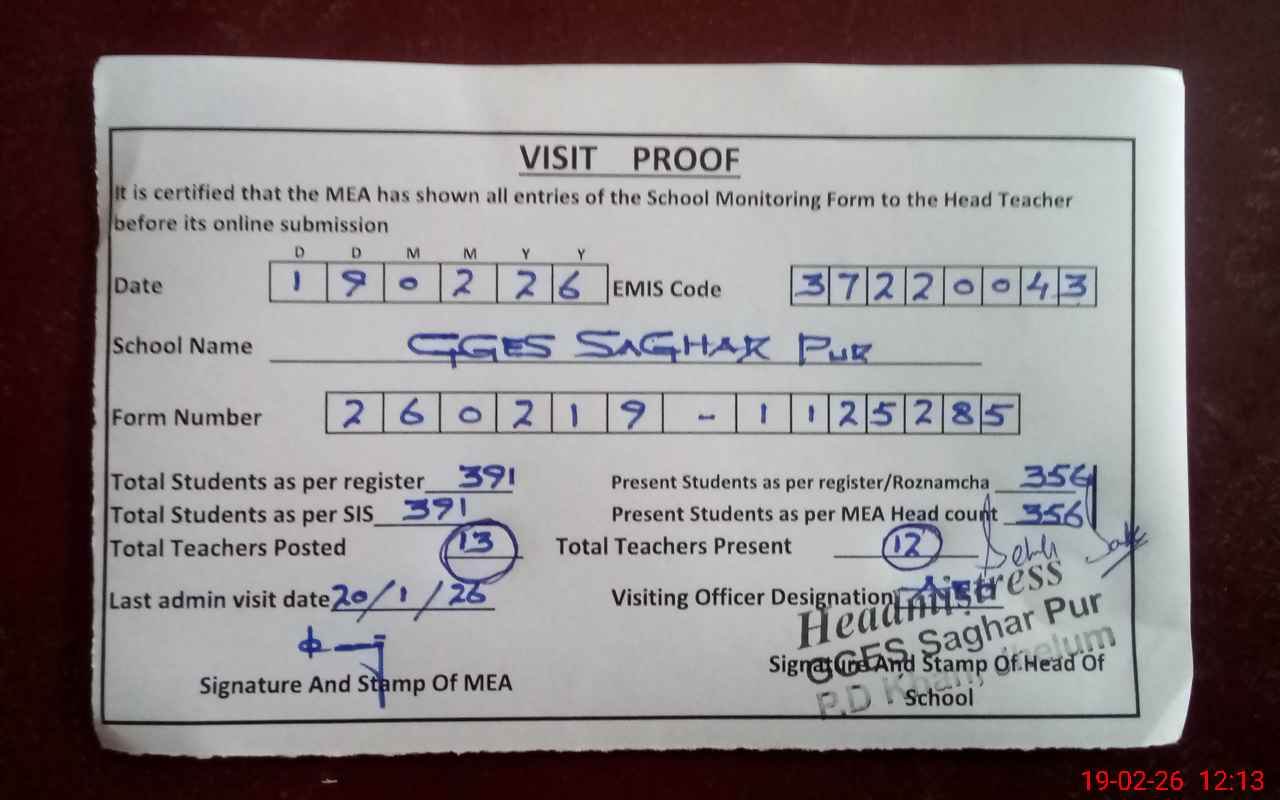 VISIT PROOF
It is certified that the MEA has shown all entries of the School Monitoring Form to the Head Teacher
before its online submission
D D M M Y Y
Date 1 9 0 2 2 6 EMIS Code 3 7 2 2 0 0 4 3
School Name GGES SAGHAR PUR
Form Number 2 6 0 2 1 9 - 1 1 2 5 2 8 5
Total Students as per register 391 Present Students as per register/Roznamcha 356
Total Students as per SIS 391 Present Students as per MEA Head count 356
Total Teachers Posted 13 Total Teachers Present 12
Last admin visit date 20/1/26 Visiting Officer Designation
Headmistress
GGES Saghar Pur
P.D Khan, Jhelum
Signature And Stamp Of MEA Signature And Stamp Of Head Of
School
19-02-26 12:13